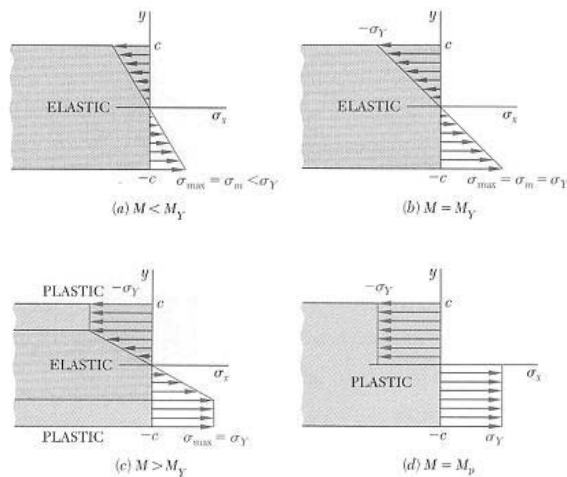 y
c
ELASTIC
σx
−c
σmax = σm < σY
(a) M < MY
y
−σY
c
ELASTIC
σx
−c
σmax = σm = σY
(b) M = MY
y
PLASTIC
−σY
c
ELASTIC
σx
−c
PLASTIC
σmax = σY
(c) M > MY
y
−σY
c
PLASTIC
σx
−c
σY
(d) M = Mp